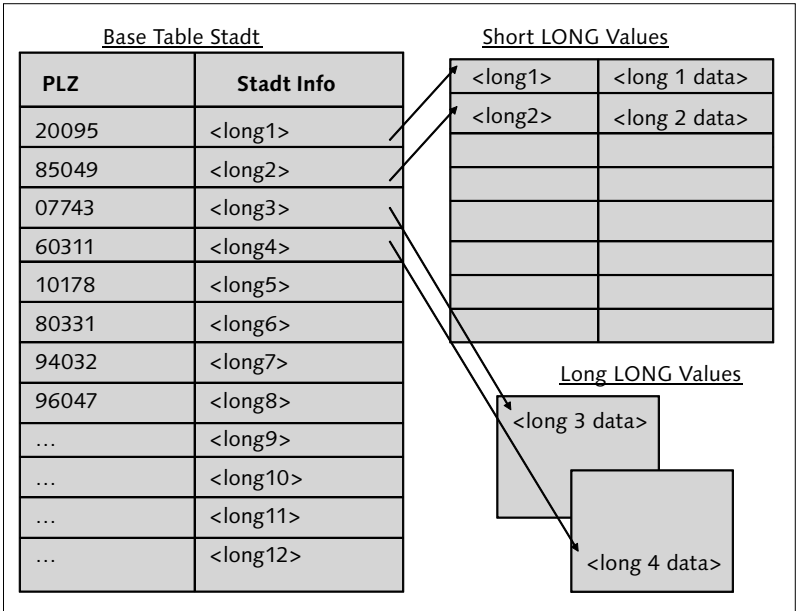 Base Table Stadt
PLZ Stadt Info
20095 <long1>
85049 <long2>
07743 <long3>
60311 <long4>
10178 <long5>
80331 <long6>
94032 <long7>
96047 <long8>
... <long9>
... <long10>
... <long11>
... <long12>
Short LONG Values
<long1> <long 1 data>
<long2> <long 2 data>
Long LONG Values
<long 3 data>
<long 4 data>